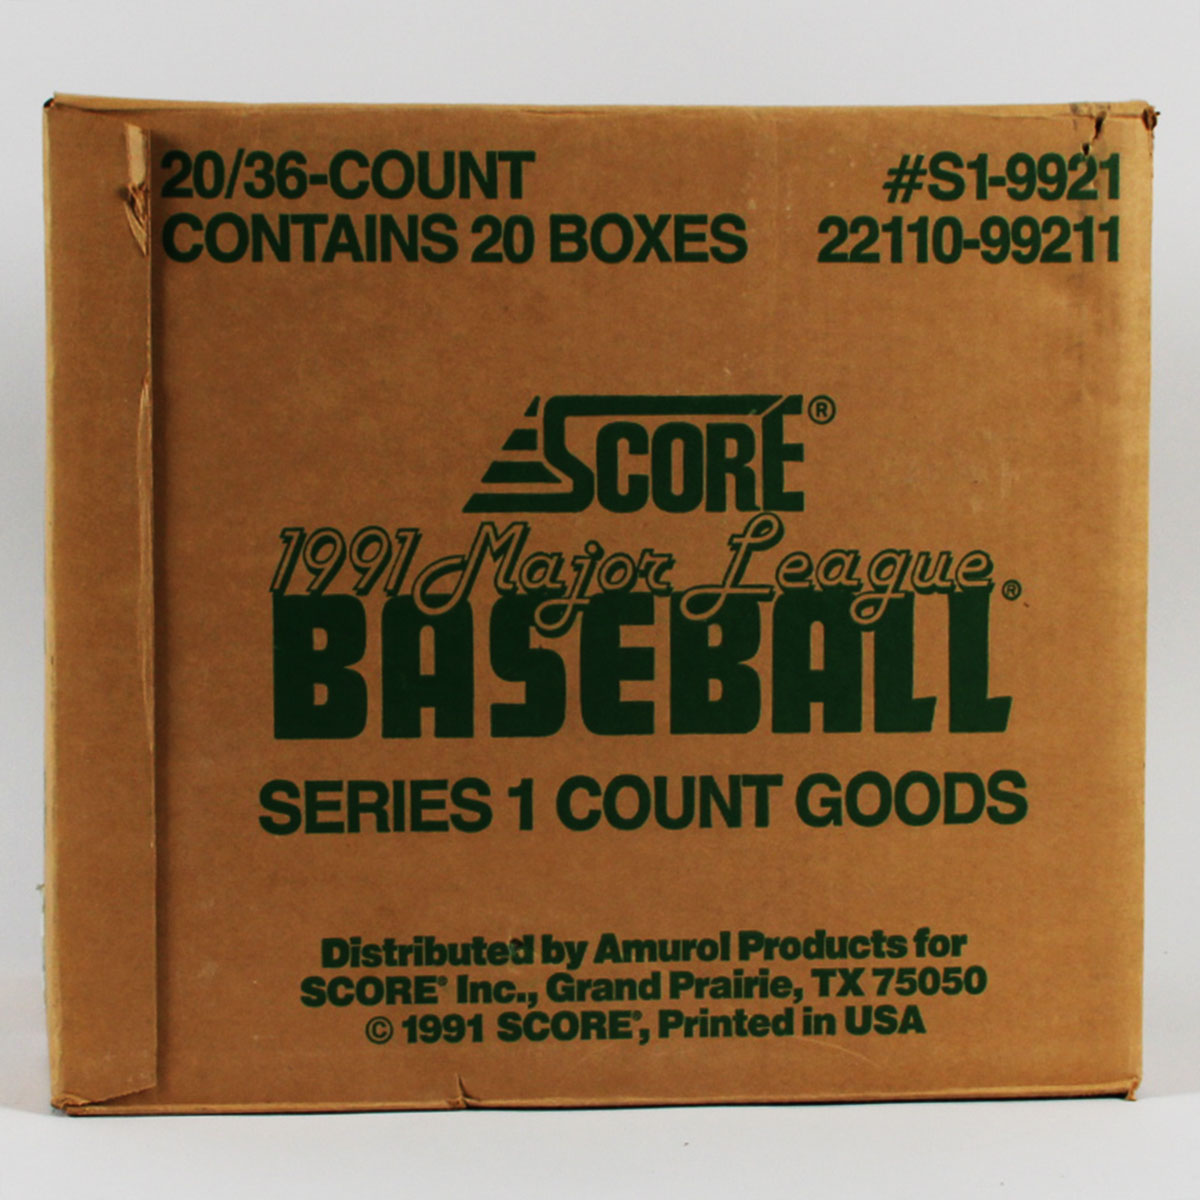 20/36-COUNT #S1-9921
CONTAINS 20 BOXES 22110-99211
SCORE®
1991 Major League
BASEBALL®
SERIES 1 COUNT GOODS
Distributed by Amurol Products for
SCORE® Inc., Grand Prairie, TX 75050
© 1991 SCORE®, Printed in USA